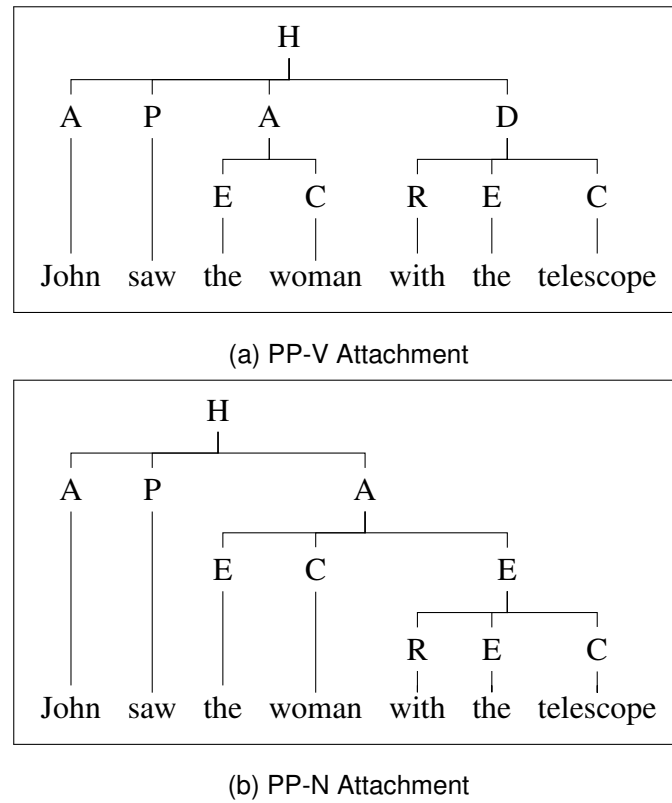 H
A P A D
E C R E C
John saw the woman with the telescope
(a) PP-V Attachment
H
A P A
E C E
R E C
John saw the woman with the telescope
(b) PP-N Attachment